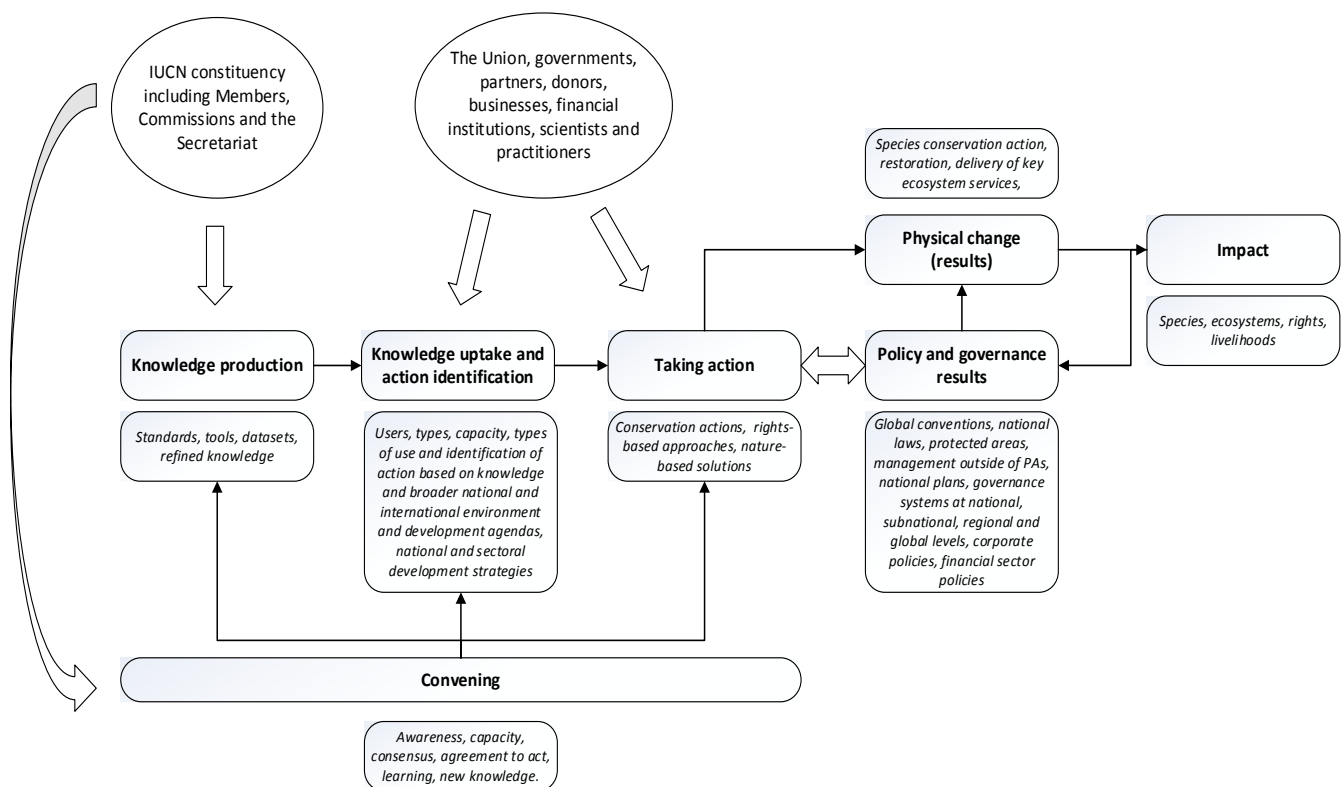 IUCN constituency
including Members,
Commissions and the
Secretariat
The Union, governments,
partners, donors,
businesses, financial
institutions, scientists and
practitioners
Species conservation action,
restoration, delivery of key
ecosystem services,
Physical change
(results)
Impact
Species, ecosystems, rights,
livelihoods
Knowledge production
Knowledge uptake and
action identification
Taking action
Policy and governance
results
Standards, tools, datasets,
refined knowledge
Users, types, capacity, types
of use and identification of
action based on knowledge
and broader national and
international environment
and development agendas,
national and sectoral
development strategies
Conservation actions, rights-
based approaches, nature-
based solutions
Global conventions, national
laws, protected areas,
management outside of PAs,
national plans, governance
systems at national,
subnational, regional and
global levels, corporate
policies, financial sector
policies
Convening
Awareness, capacity,
consensus, agreement to act,
learning, new knowledge.